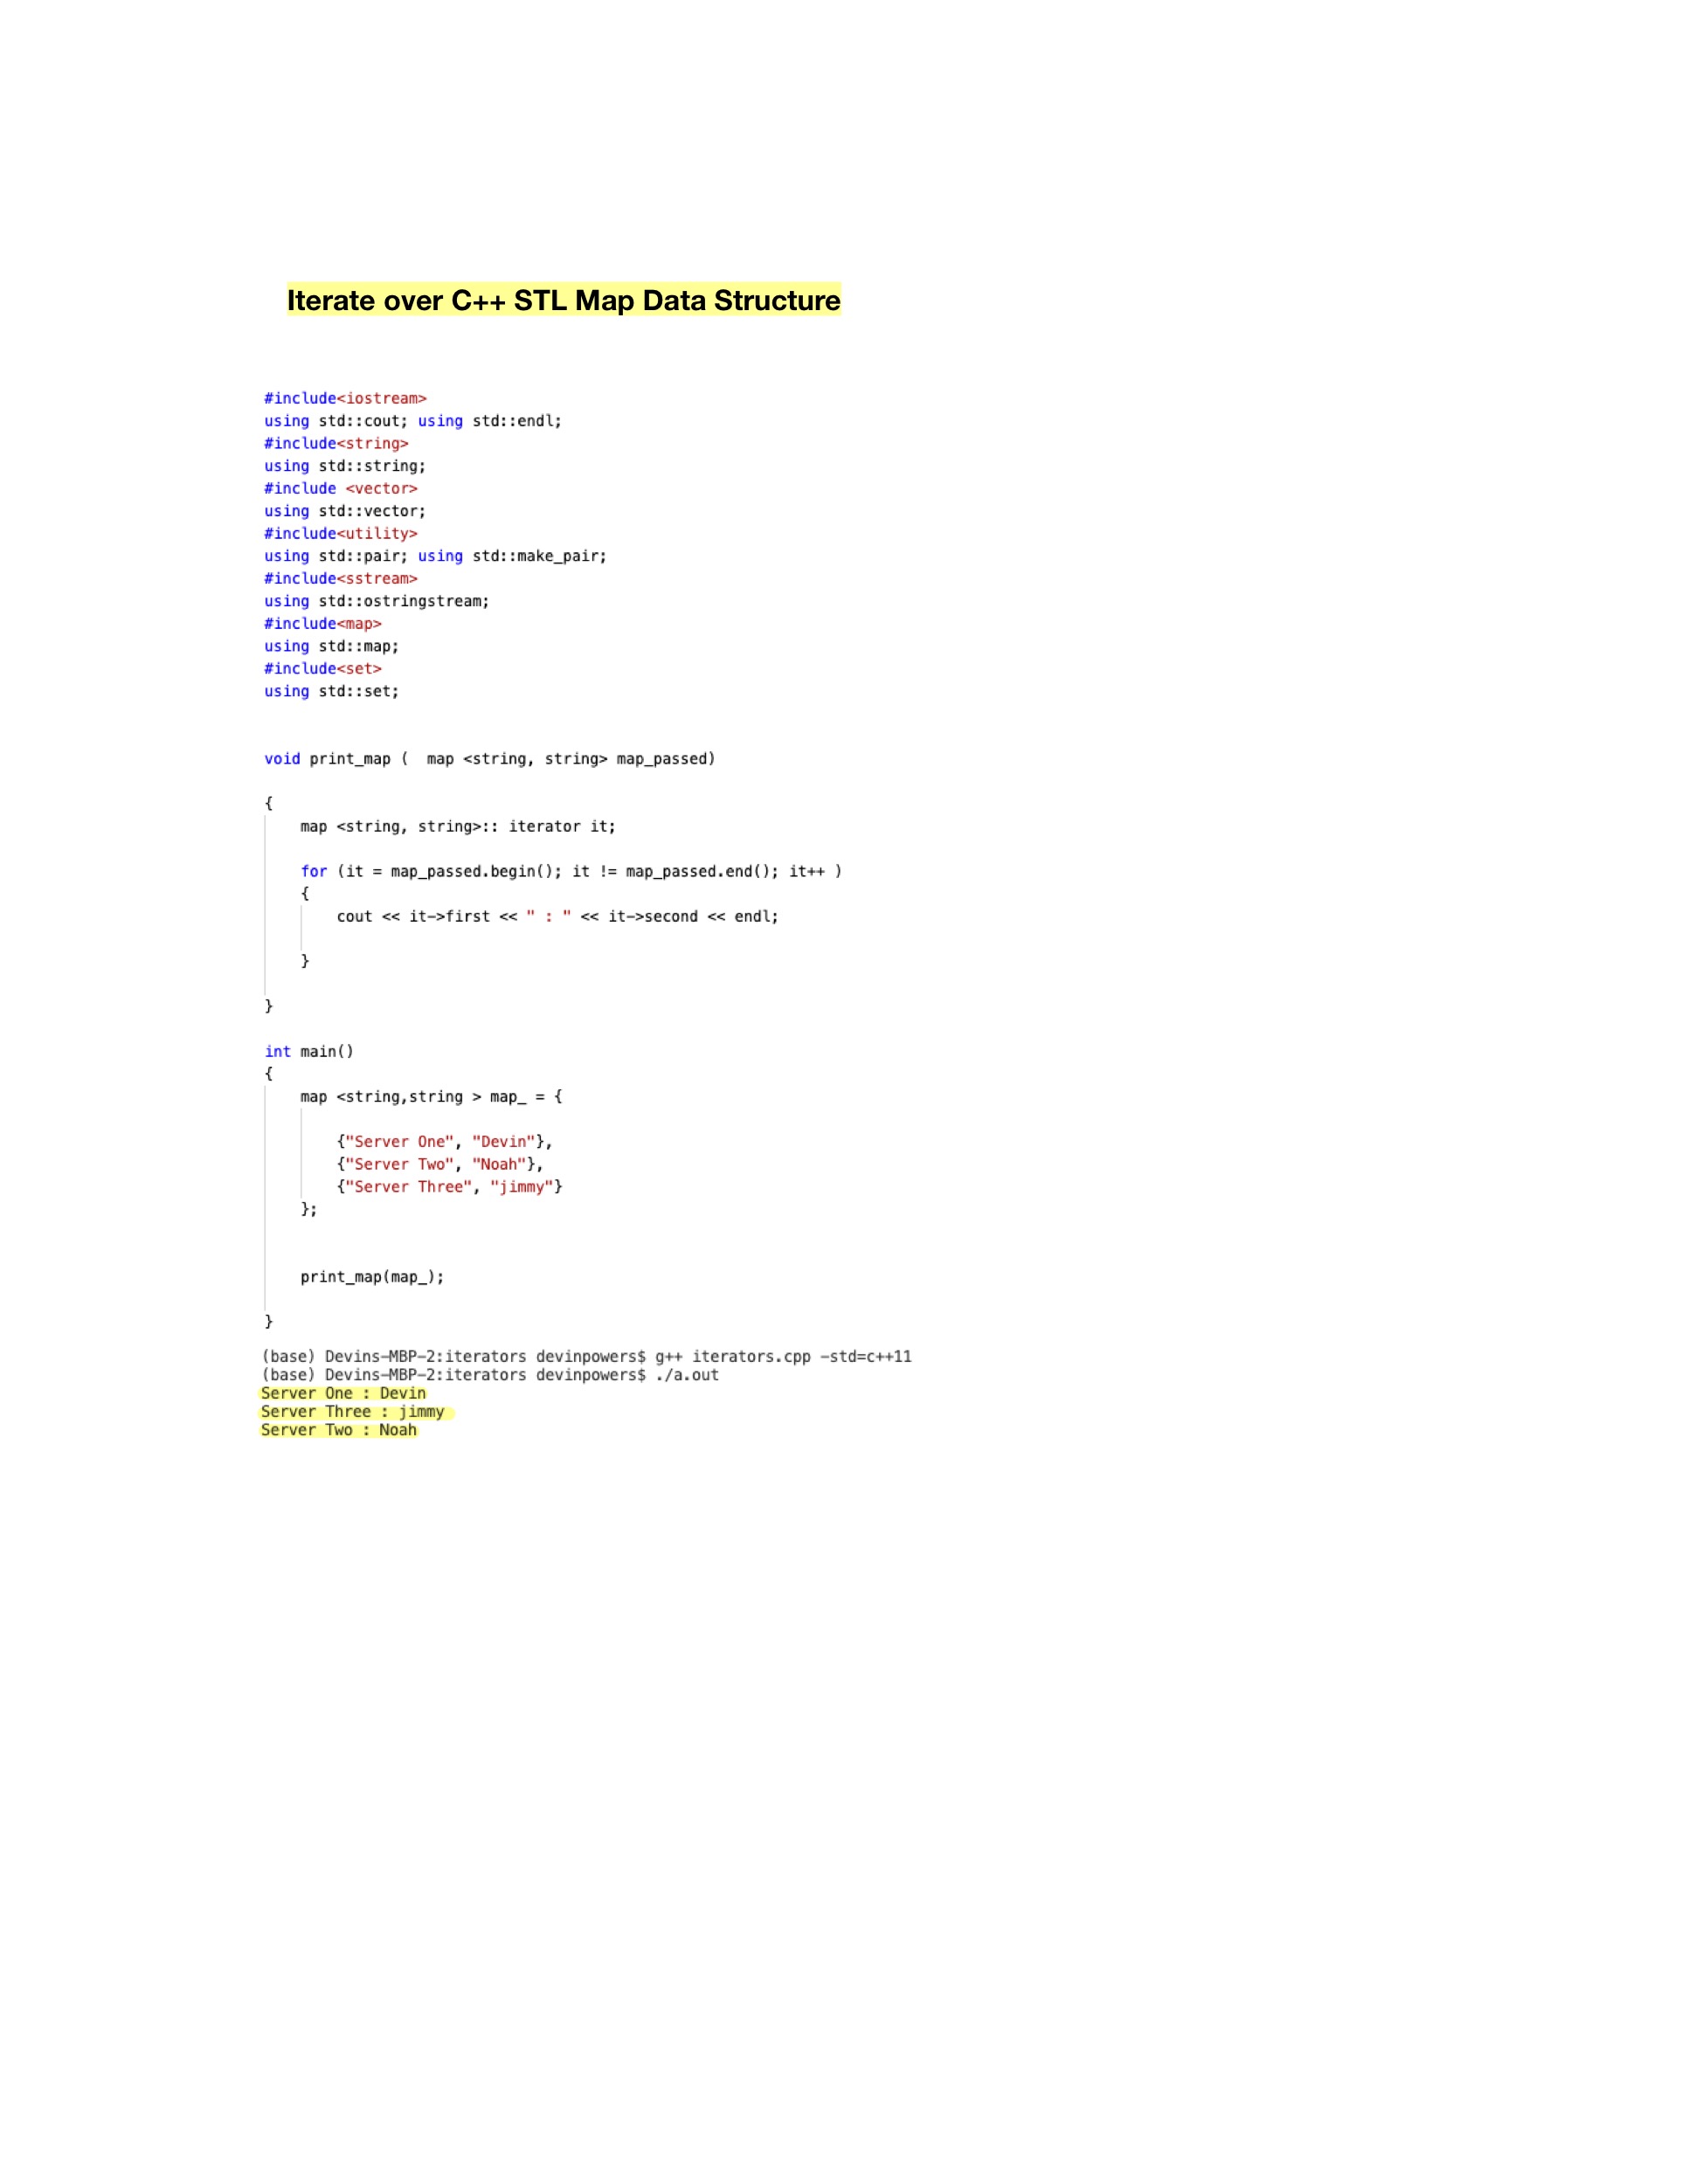 Iterate over C++ STL Map Data Structure
#include<iostream>
using std::cout; using std::endl;
#include<string>
using std::string;
#include <vector>
using std::vector;
#include<utility>
using std::pair; using std::make_pair;
#include<sstream>
using std::ostringstream;
#include<map>
using std::map;
#include<set>
using std::set;
void print_map (  map <string, string> map_passed)
{
    map <string, string>:: iterator it;
    for (it = map_passed.begin(); it != map_passed.end(); it++ )
    {
        cout << it->first << " : " << it->second << endl;
    }
}
int main()
{
    map <string,string > map_ = {
        {"Server One", "Devin"},
        {"Server Two", "Noah"},
        {"Server Three", "jimmy"}
    };
    print_map(map_);
}
(base) Devins-MBP-2:iterators devinpowers$ g++ iterators.cpp -std=c++11
(base) Devins-MBP-2:iterators devinpowers$ ./a.out
Server One : Devin
Server Three : jimmy
Server Two : Noah